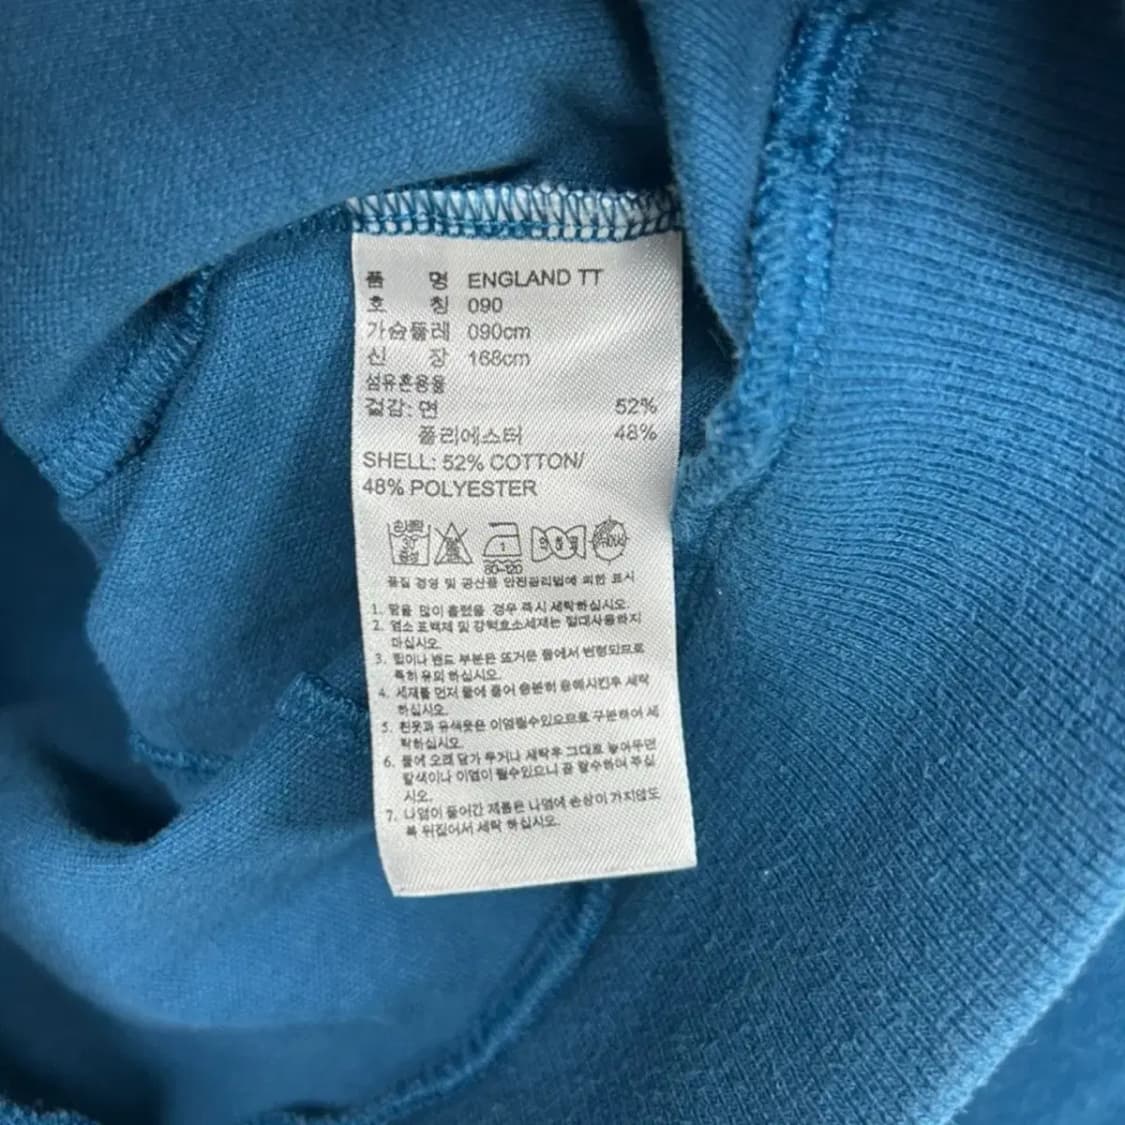 품 명 ENGLAND TT
호 칭 090
가슴둘레 090cm
신 장 168cm
섬유혼용율
겉감: 면 52%
폴리에스터 48%
SHELL: 52% COTTON/
48% POLYESTER
80~120
품질 경영 및 공산품 안전관리법에 의한 표시
1. 땀을 많이 흘렸을 경우 즉시 세탁하십시오.
2. 염소 표백제 및 강력효소세제는 절대사용하지
마십시오.
3. 립이나 밴드 부분은 뜨거운 물에서 변형되므로
특히 유의 하십시오.
4. 세제를 먼저 물에 풀어 충분히 용해시킨후 세탁
하십시오.
5. 흰옷과 유색옷은 이염될수있으므로 구분하여 세
탁하십시오.
6. 물에 오래 담가 두거나 세탁후 그대로 놓아두면
탈색이나 이염이 될수있으니 곧 탈수하여 주십
시오.
7. 나염이 들어간 제품은 나염에 손상이 가지않도
록 뒤집어서 세탁 하십시오.